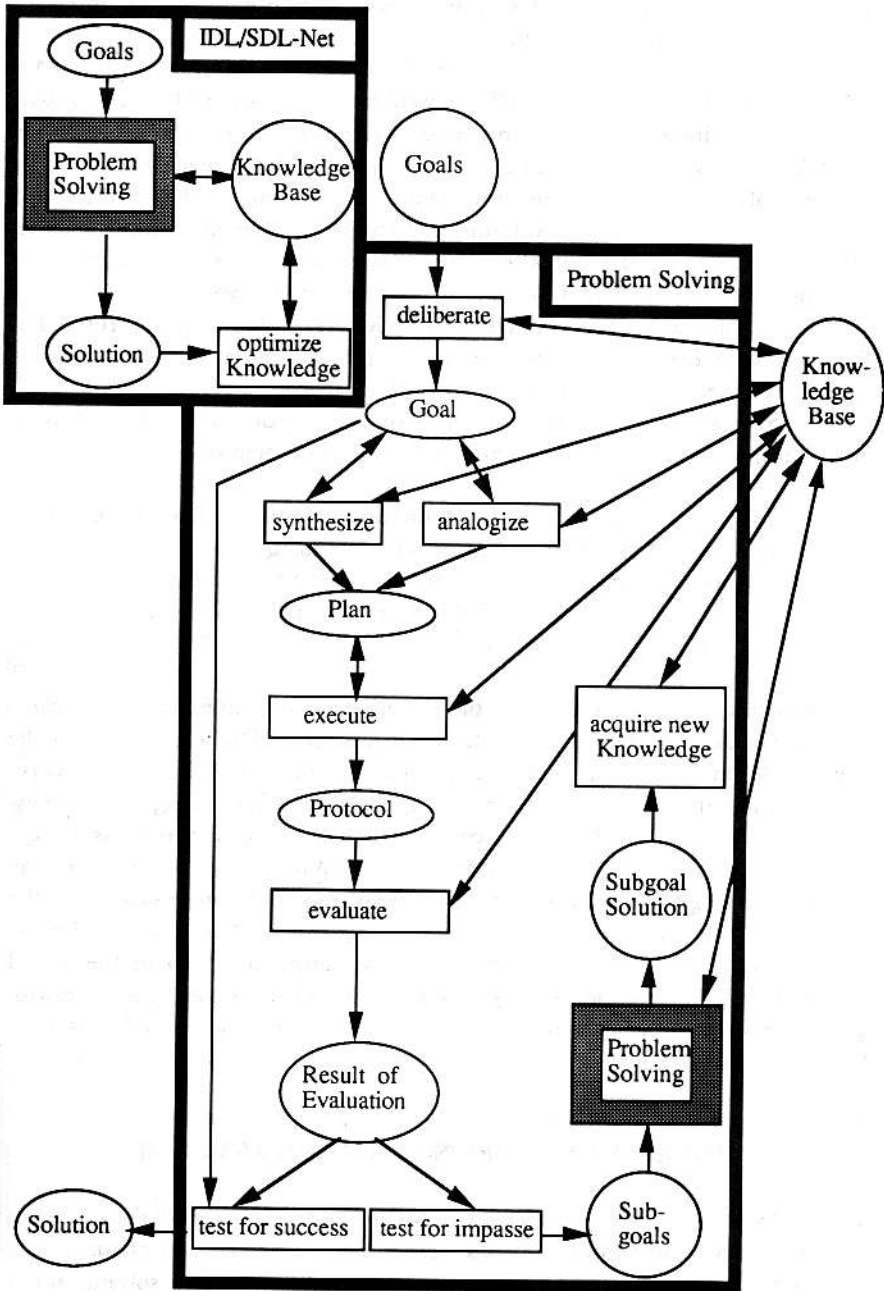 IDL/SDL-Net
Goals
Problem
Solving
Knowledge
Base
Solution
optimize
Knowledge
Goals
Problem Solving
deliberate
Know-
ledge
Base
Goal
synthesize
analogize
Plan
execute
acquire new
Knowledge
Protocol
evaluate
Subgoal
Solution
Problem
Solving
Result of
Evaluation
Solution
test for success
test for impasse
Sub-
goals